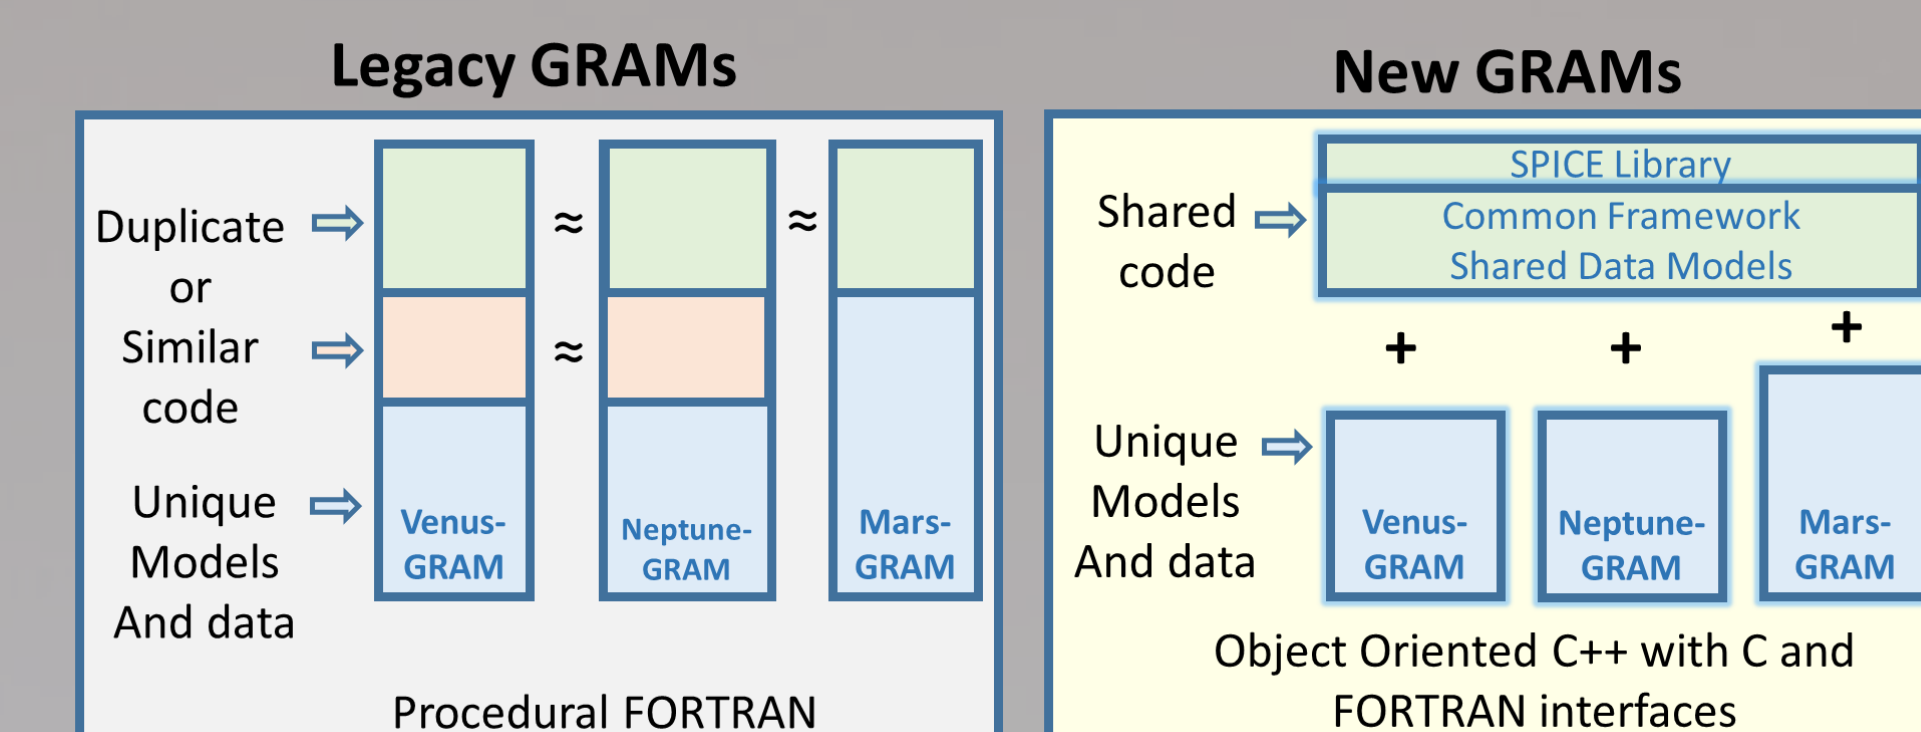 Legacy GRAMs
Duplicate
or
Similar
code
≈
≈
≈
Unique
Models
And data
Venus-
GRAM
Neptune-
GRAM
Mars-
GRAM
Procedural FORTRAN
New GRAMs
Shared
code
SPICE Library
Common Framework
Shared Data Models
+
+
+
Unique
Models
And data
Venus-
GRAM
Neptune-
GRAM
Mars-
GRAM
Object Oriented C++ with C and
FORTRAN interfaces